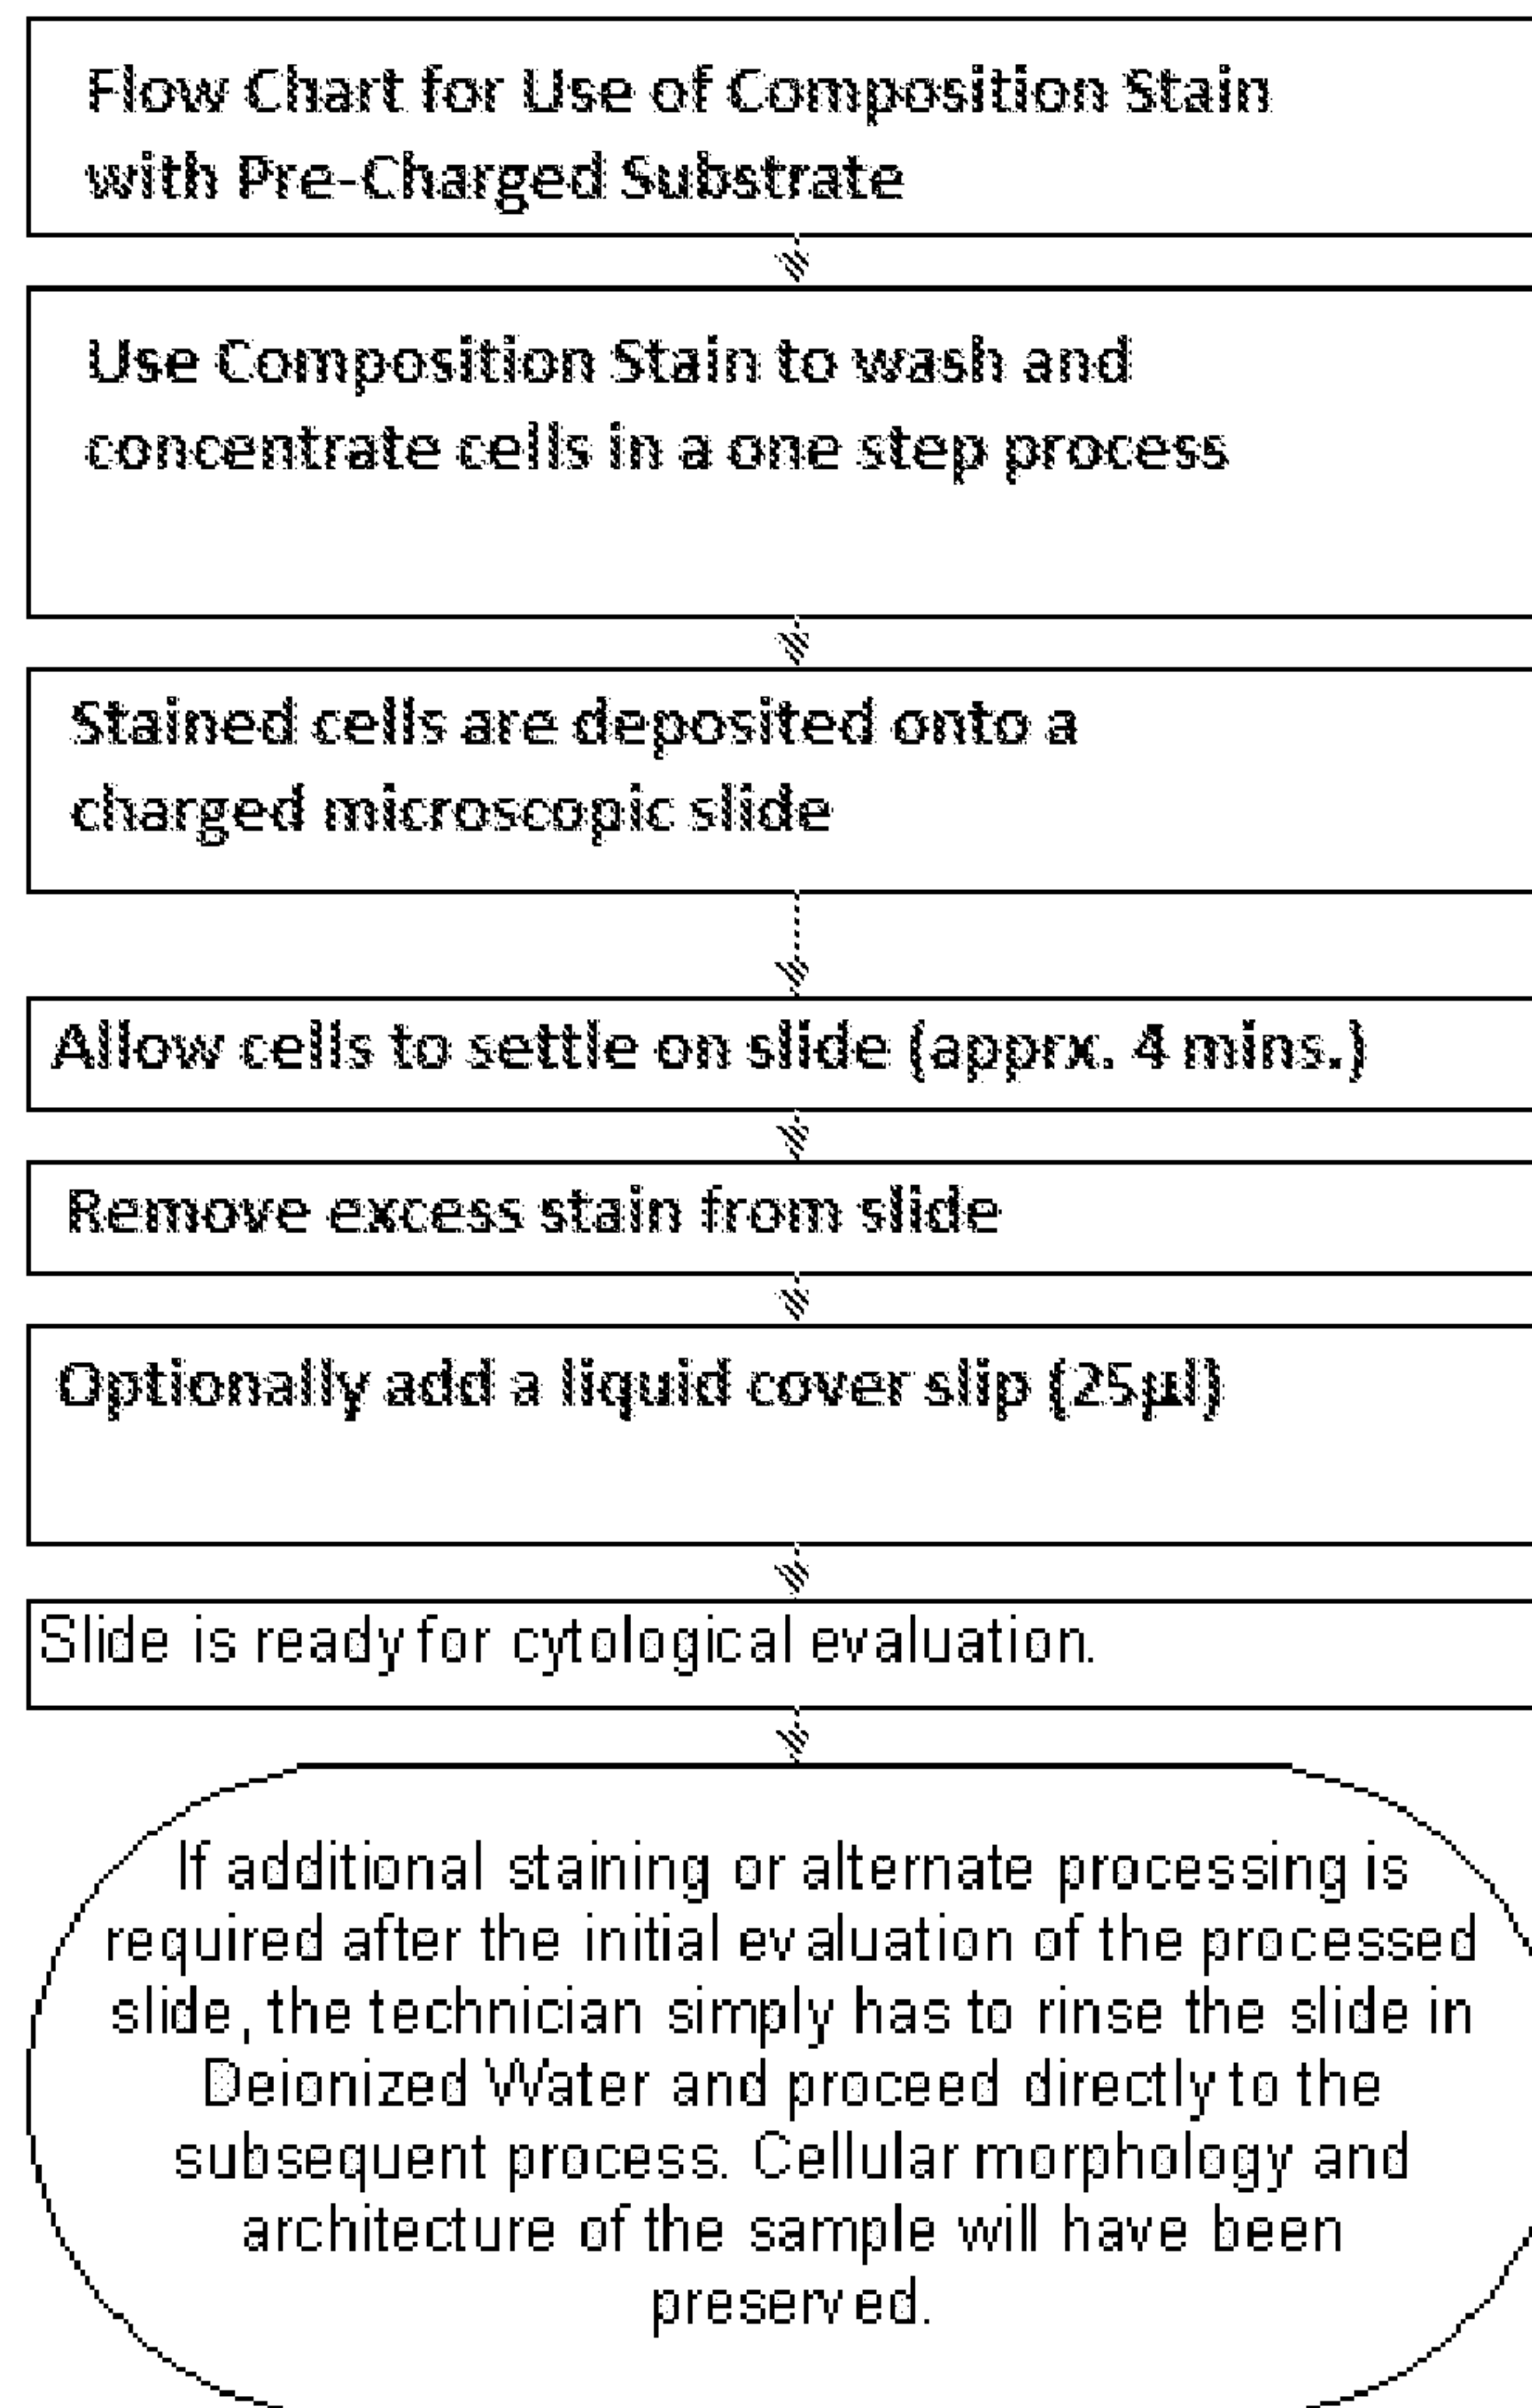 Flow Chart for Use of Composition Stain
with Pre-Charged Substrate
Use Composition Stain to wash and
concentrate cells in a one step process
Stained cells are deposited onto a
charged microscopic slide
Allow cells to settle on slide (apprx. 4 mins.)
Remove excess stain from slide
Optionally add a liquid cover slip (25µl)
Slide is ready for cytological evaluation.
If additional staining or alternate processing is
required after the initial evaluation of the processed
slide, the technician simply has to rinse the slide in
Deionized Water and proceed directly to the
subsequent process. Cellular morphology and
architecture of the sample will have been
preserved.